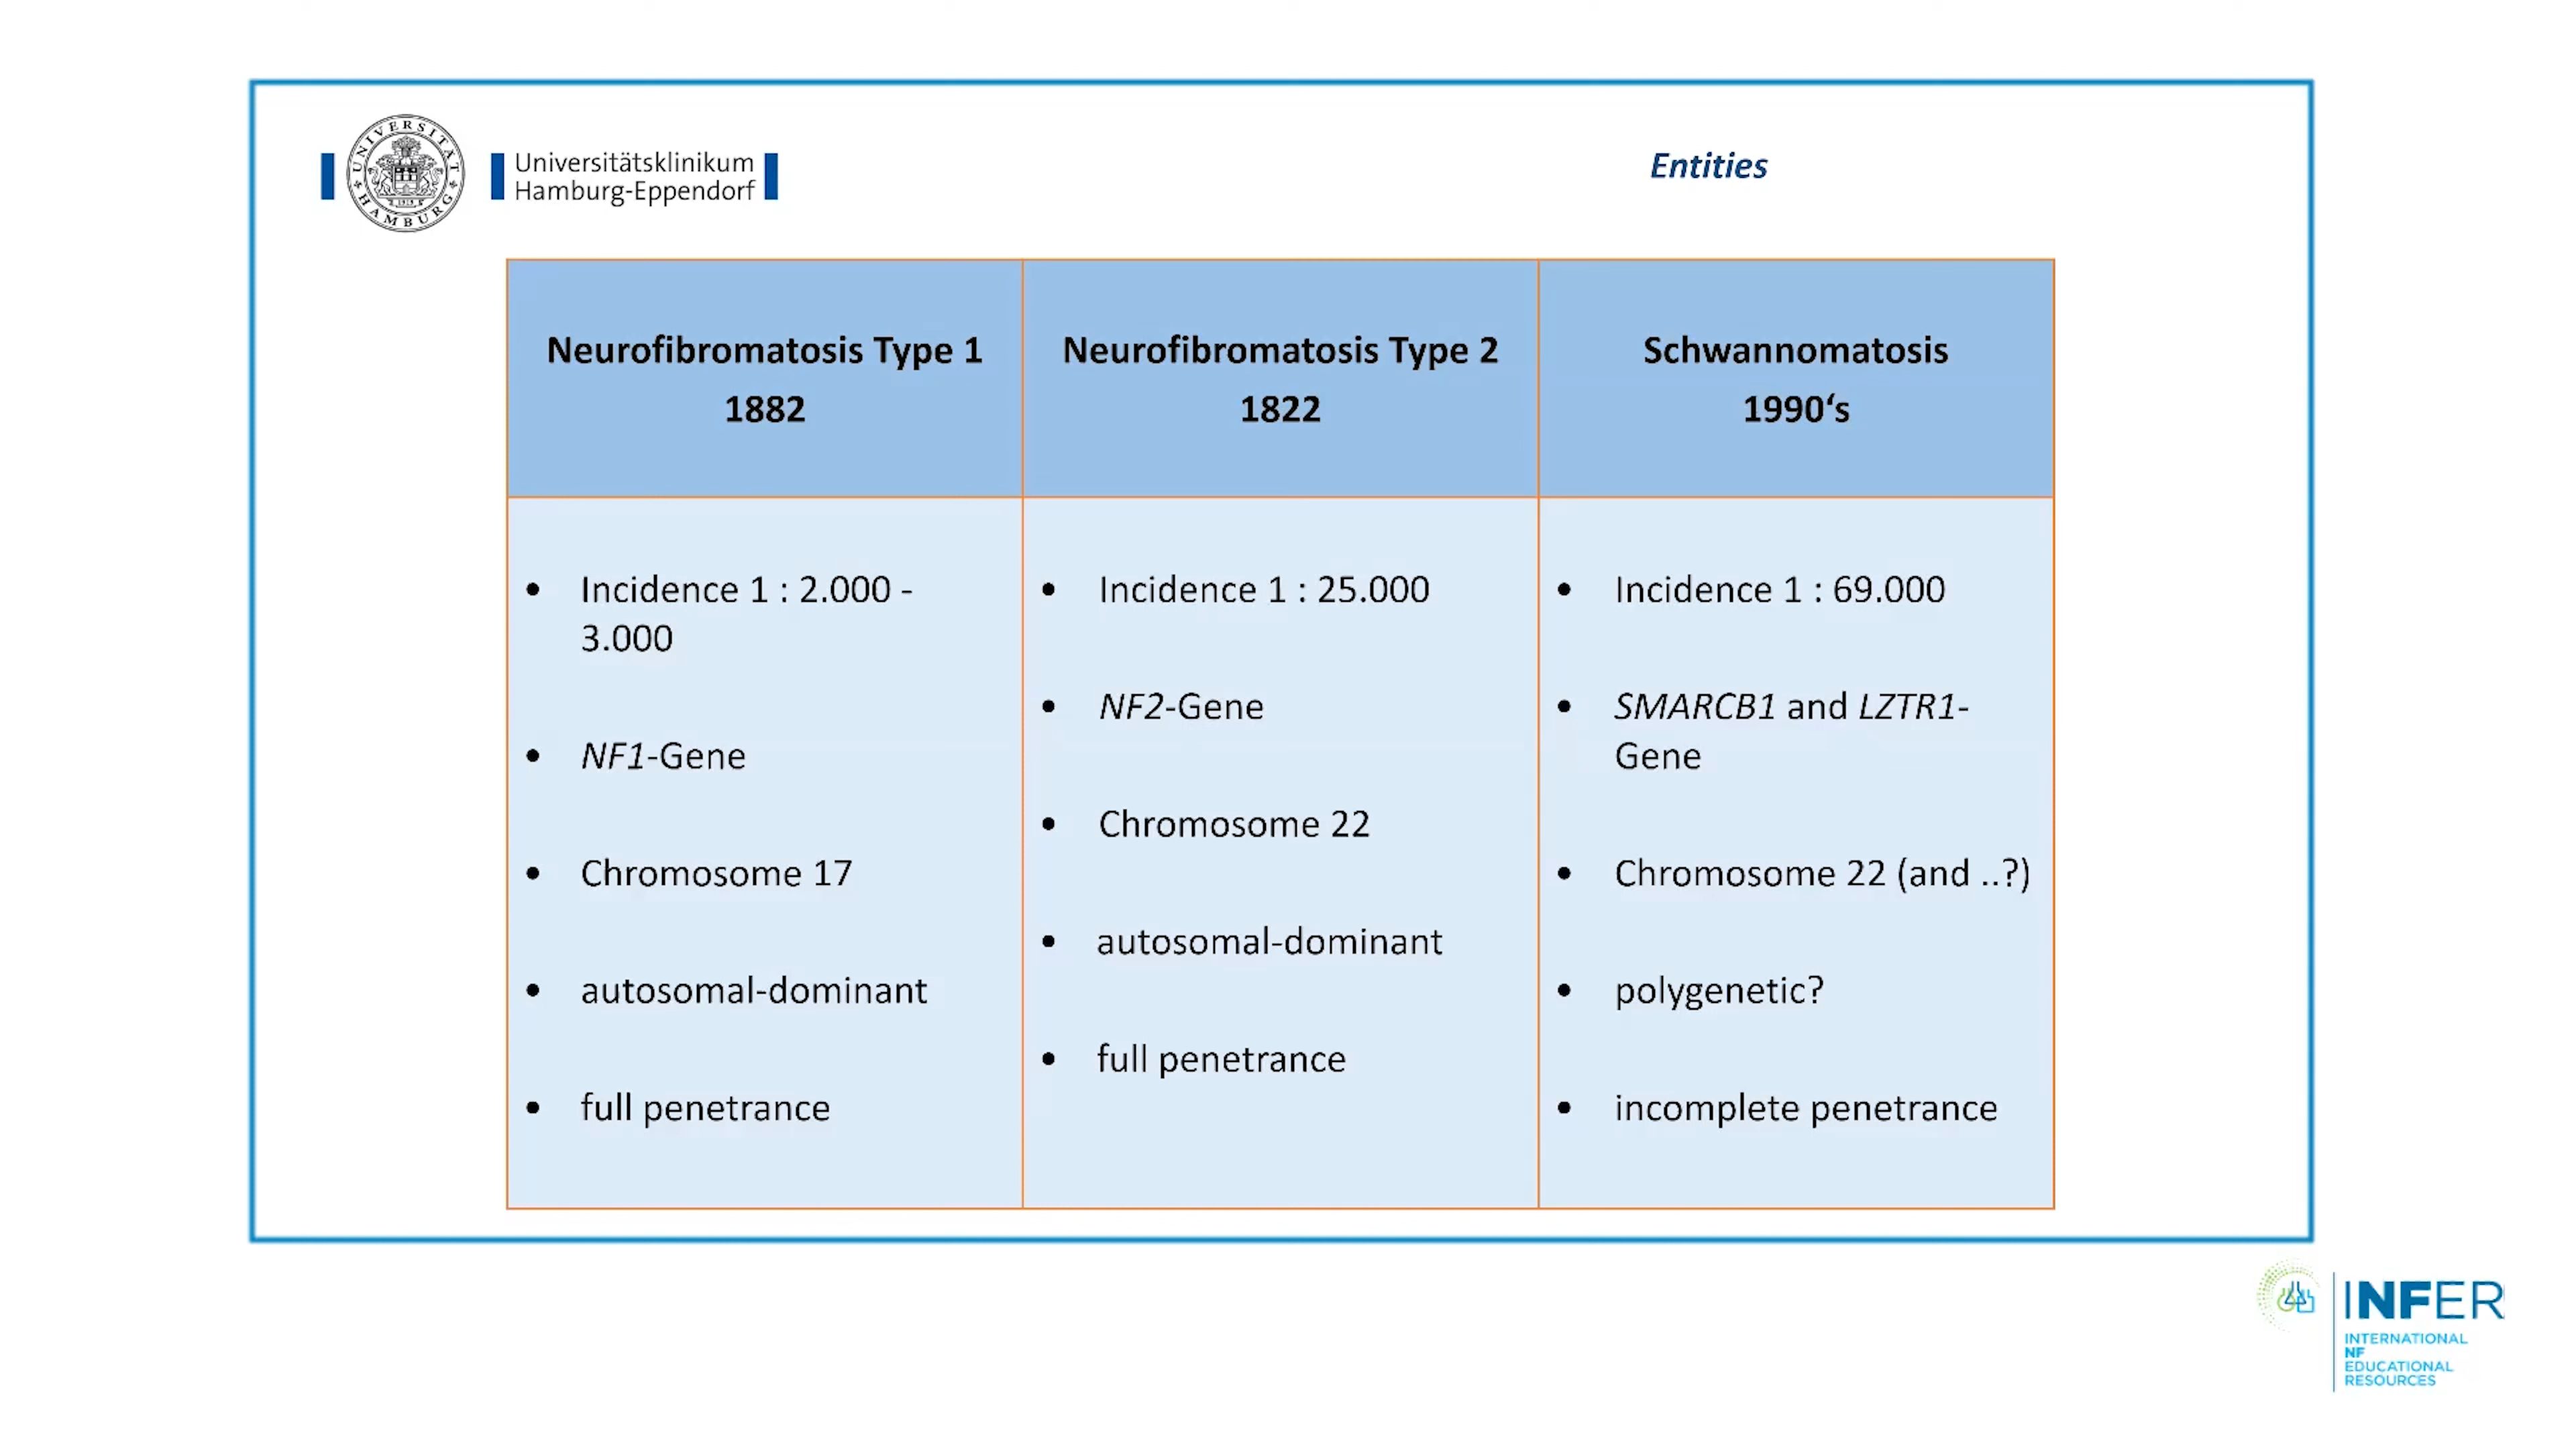 UNIVERSITÄT
HAMBURG
1919
Universitätsklinikum
Hamburg-Eppendorf
Entities
Neurofibromatosis Type 1
1882
Neurofibromatosis Type 2
1822
Schwannomatosis
1990‘s
• Incidence 1 : 2.000 -
3.000
• NF1-Gene
• Chromosome 17
• autosomal-dominant
• full penetrance
• Incidence 1 : 25.000
• NF2-Gene
• Chromosome 22
• autosomal-dominant
• full penetrance
• Incidence 1 : 69.000
• SMARCB1 and LZTR1-
Gene
• Chromosome 22 (and ..?)
• polygenetic?
• incomplete penetrance
INFER
INTERNATIONAL
NF
EDUCATIONAL
RESOURCES